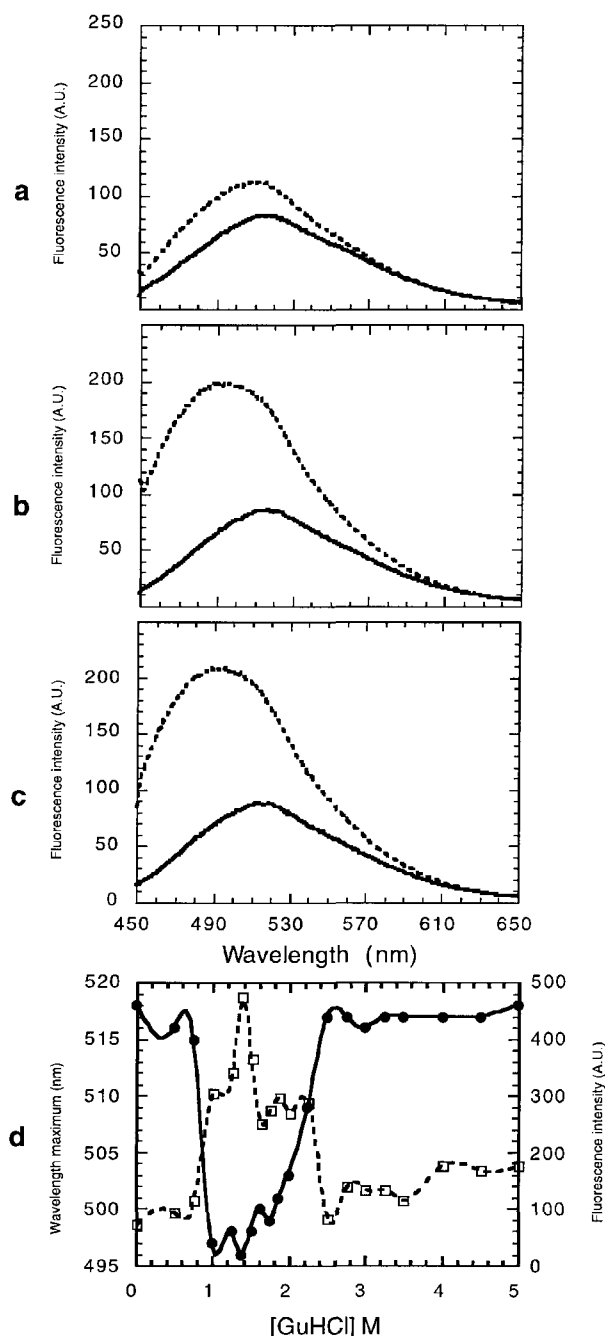 250
200
150
100
50
Fluorescence intensity (A.U.)
a
200
150
100
50
Fluorescence intensity (A.U.)
b
200
150
100
50
0
Fluorescence intensity (A.U.)
c
450 490 530 570 610 650
Wavelength (nm)
520
515
510
505
500
495
Wavelength maximum (nm)
d
500
400
300
200
100
0
Fluorescence intensity (A.U.)
0 1 2 3 4 5
[GuHCl] M